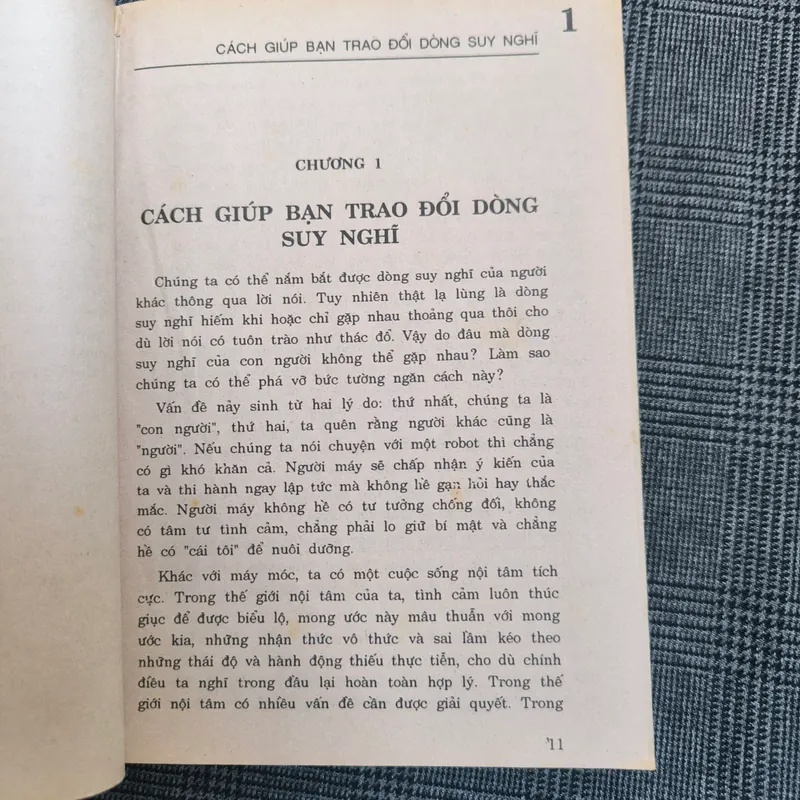 CÁCH GIÚP BẠN TRAO ĐỔI DÒNG SUY NGHĨ 1
CHƯƠNG 1
CÁCH GIÚP BẠN TRAO ĐỔI DÒNG
SUY NGHĨ
Chúng ta có thể nắm bắt được dòng suy nghĩ của người
khác thông qua lời nói. Tuy nhiên thật lạ lùng là dòng
suy nghĩ hiếm khi hoặc chỉ gặp nhau thoảng qua thôi cho
dù lời nói có tuôn trào như thác đổ. Vậy do đâu mà dòng
suy nghĩ của con người không thể gặp nhau? Làm sao
chúng ta có thể phá vỡ bức tường ngăn cách này?
Vấn đề nảy sinh từ hai lý do: thứ nhất, chúng ta là
"con người", thứ hai, ta quên rằng người khác cũng là
"người". Nếu chúng ta nói chuyện với một robot thì chẳng
có gì khó khăn cả. Người máy sẽ chấp nhận ý kiến của
ta và thi hành ngay lập tức mà không hề gạn hỏi hay thắc
mắc. Người máy không hề có tư tưởng chống đối, không
có tâm tư tình cảm, chẳng phải lo giữ bí mật và chẳng
hề có "cái tôi" để nuôi dưỡng.
Khác với máy móc, ta có một cuộc sống nội tâm tích
cực. Trong thế giới nội tâm của ta, tình cảm luôn thúc
giục để được biểu lộ, mong ước này mâu thuẫn với mong
ước kia, những nhận thức vô thức và sai lầm kéo theo
những thái độ và hành động thiếu thực tiễn, cho dù chính
điều ta nghĩ trong đầu lại hoàn toàn hợp lý. Trong thế
giới nội tâm có nhiều vấn đề cần được giải quyết. Trong
11